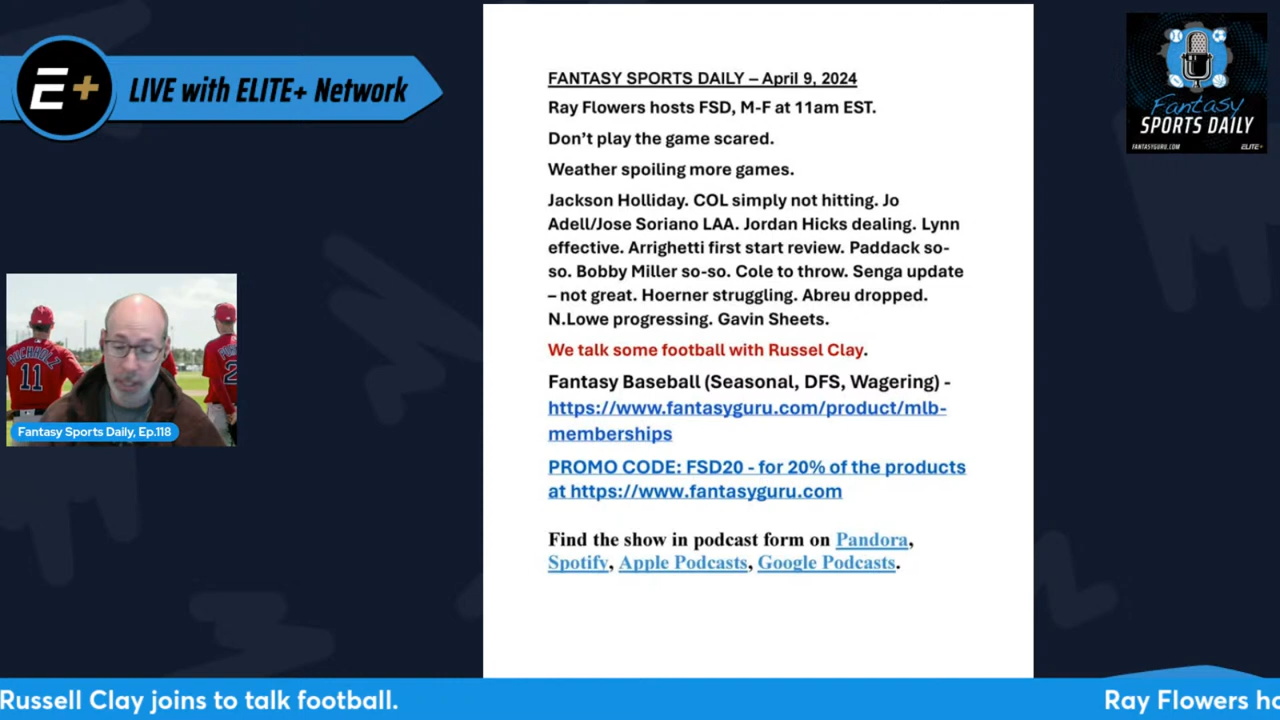 E+ LIVE with ELITE+ Network
Fantasy
SPORTS DAILY
FANTASYGURU.COM ELITE+
FANTASY SPORTS DAILY – April 9, 2024
Ray Flowers hosts FSD, M-F at 11am EST.
Don’t play the game scared.
Weather spoiling more games.
Jackson Holliday. COL simply not hitting. Jo
Adell/Jose Soriano LAA. Jordan Hicks dealing. Lynn
effective. Arrighetti first start review. Paddack so-
so. Bobby Miller so-so. Cole to throw. Senga update
– not great. Hoerner struggling. Abreu dropped.
N.Lowe progressing. Gavin Sheets.
We talk some football with Russel Clay.
Fantasy Baseball (Seasonal, DFS, Wagering) -
https://www.fantasyguru.com/product/mlb-
memberships
PROMO CODE: FSD20 - for 20% of the products
at https://www.fantasyguru.com
Find the show in podcast form on Pandora,
Spotify, Apple Podcasts, Google Podcasts.
BUCHHOLZ
11
2
Fantasy Sports Daily, Ep.118
Russell Clay joins to talk football.
Ray Flowers ho